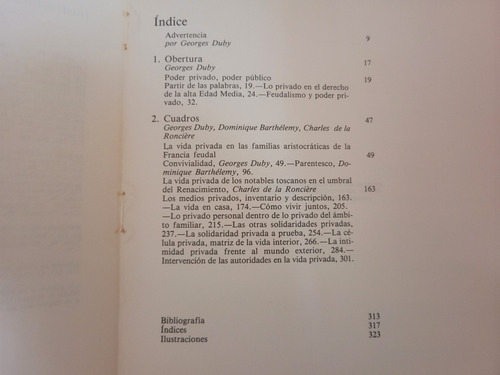 Índice
Advertencia
por Georges Duby 9
1. Obertura 17
Georges Duby
Poder privado, poder público 19
Partir de las palabras, 19.—Lo privado en el derecho
de la alta Edad Media, 24.—Feudalismo y poder pri-
vado, 32.
2. Cuadros 47
Georges Duby, Dominique Barthélemy, Charles de la
Roncière
La vida privada en las familias aristocráticas de la
Francia feudal 49
Convivialidad, Georges Duby, 49.—Parentesco, Do-
minique Barthélemy, 96.
La vida privada de los notables toscanos en el umbral
del Renacimiento, Charles de la Roncière 163
Los medios privados, inventario y descripción, 163.
—La vida en casa, 174.—Cómo vivir juntos, 205.
—Lo privado personal dentro de lo privado del ámbito
familiar, 215.—Las otras solidaridades privadas,
237.—La solidaridad privada a prueba, 254.—La cé-
lula privada, matriz de la vida interior, 266.—La inti-
midad privada frente al mundo exterior, 284.—
Intervención de las autoridades en la vida privada, 301.
Bibliografía 313
Índices 317
Ilustraciones 323